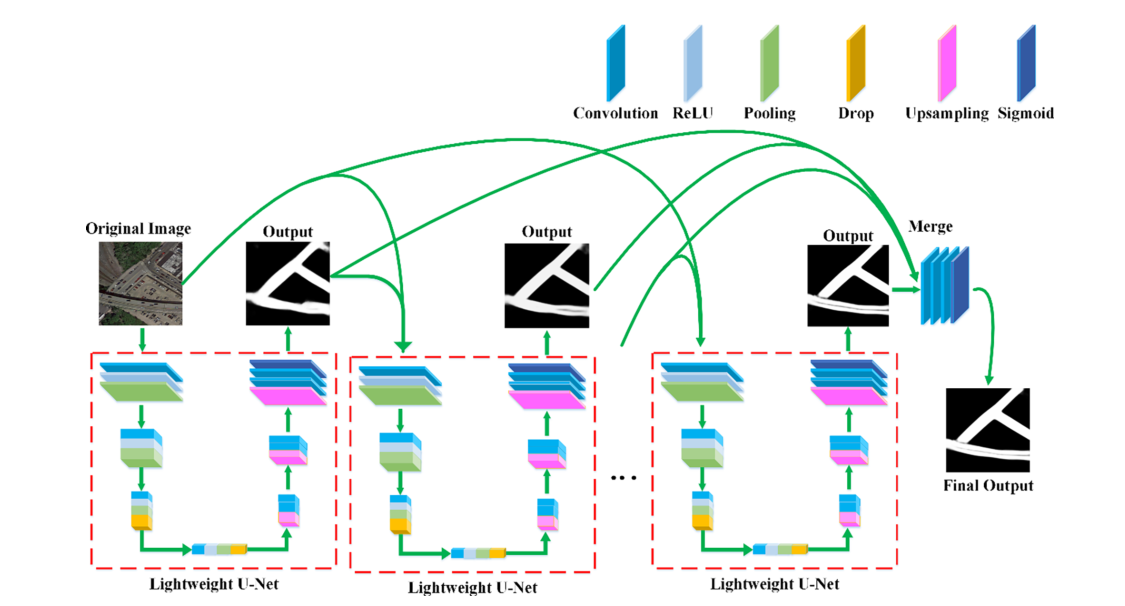 Convolution ReLU Pooling Drop Upsampling Sigmoid
Original Image
Output
Output
Output
Merge
...
Final Output
Lightweight U-Net
Lightweight U-Net
Lightweight U-Net